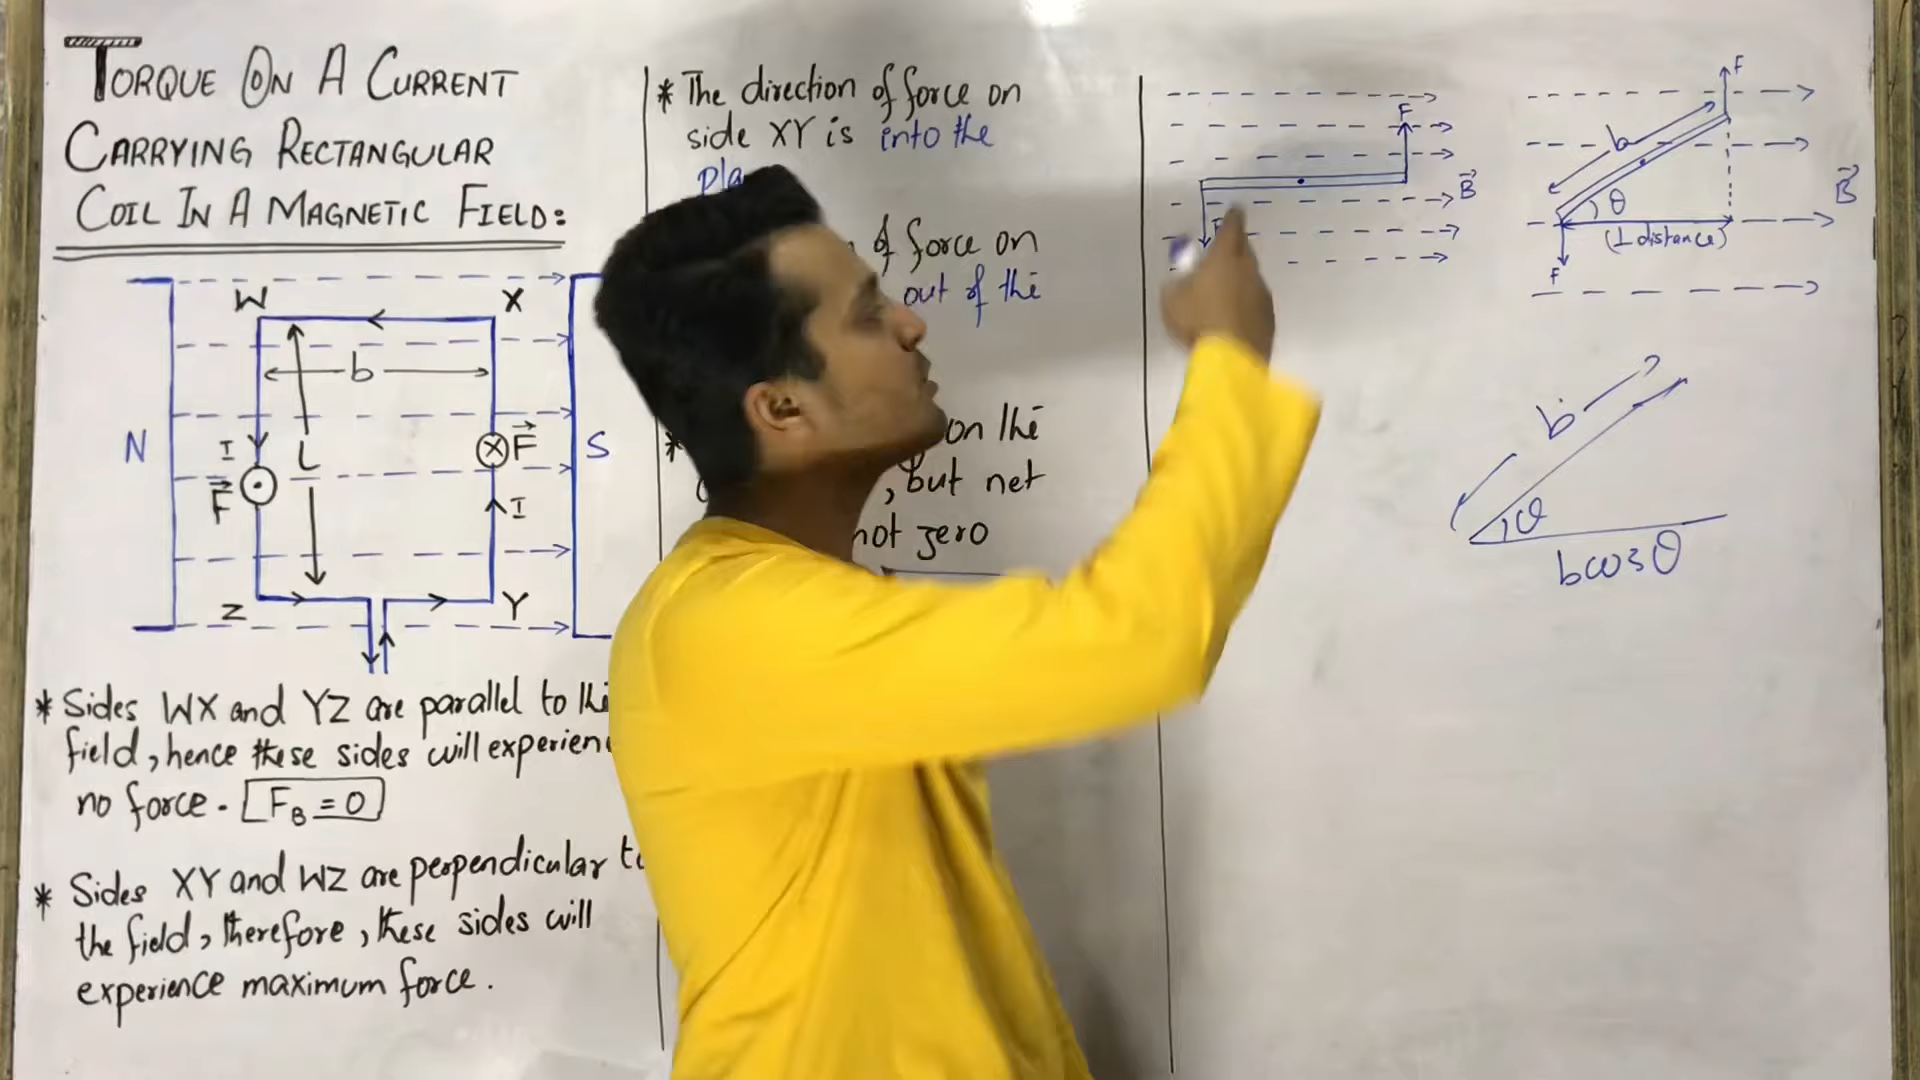 TORQUE ON A CURRENT
CARRYING RECTANGULAR
COIL IN A MAGNETIC FIELD:
W
X
b
N
I
L
F
F
S
I
Z
Y
* Sides WX and YZ are parallel to
field, hence these sides will
no force. F_B = 0
* Sides XY and WZ are perpendicular
the field, therefore, these sides will
experience maximum force.
* The direction of force on
side XY is into the
of force on
out of the
*
on the
, but net
not zero
F
B
F
b
θ
(⊥ distance)
F
B
b
θ
b cos θ